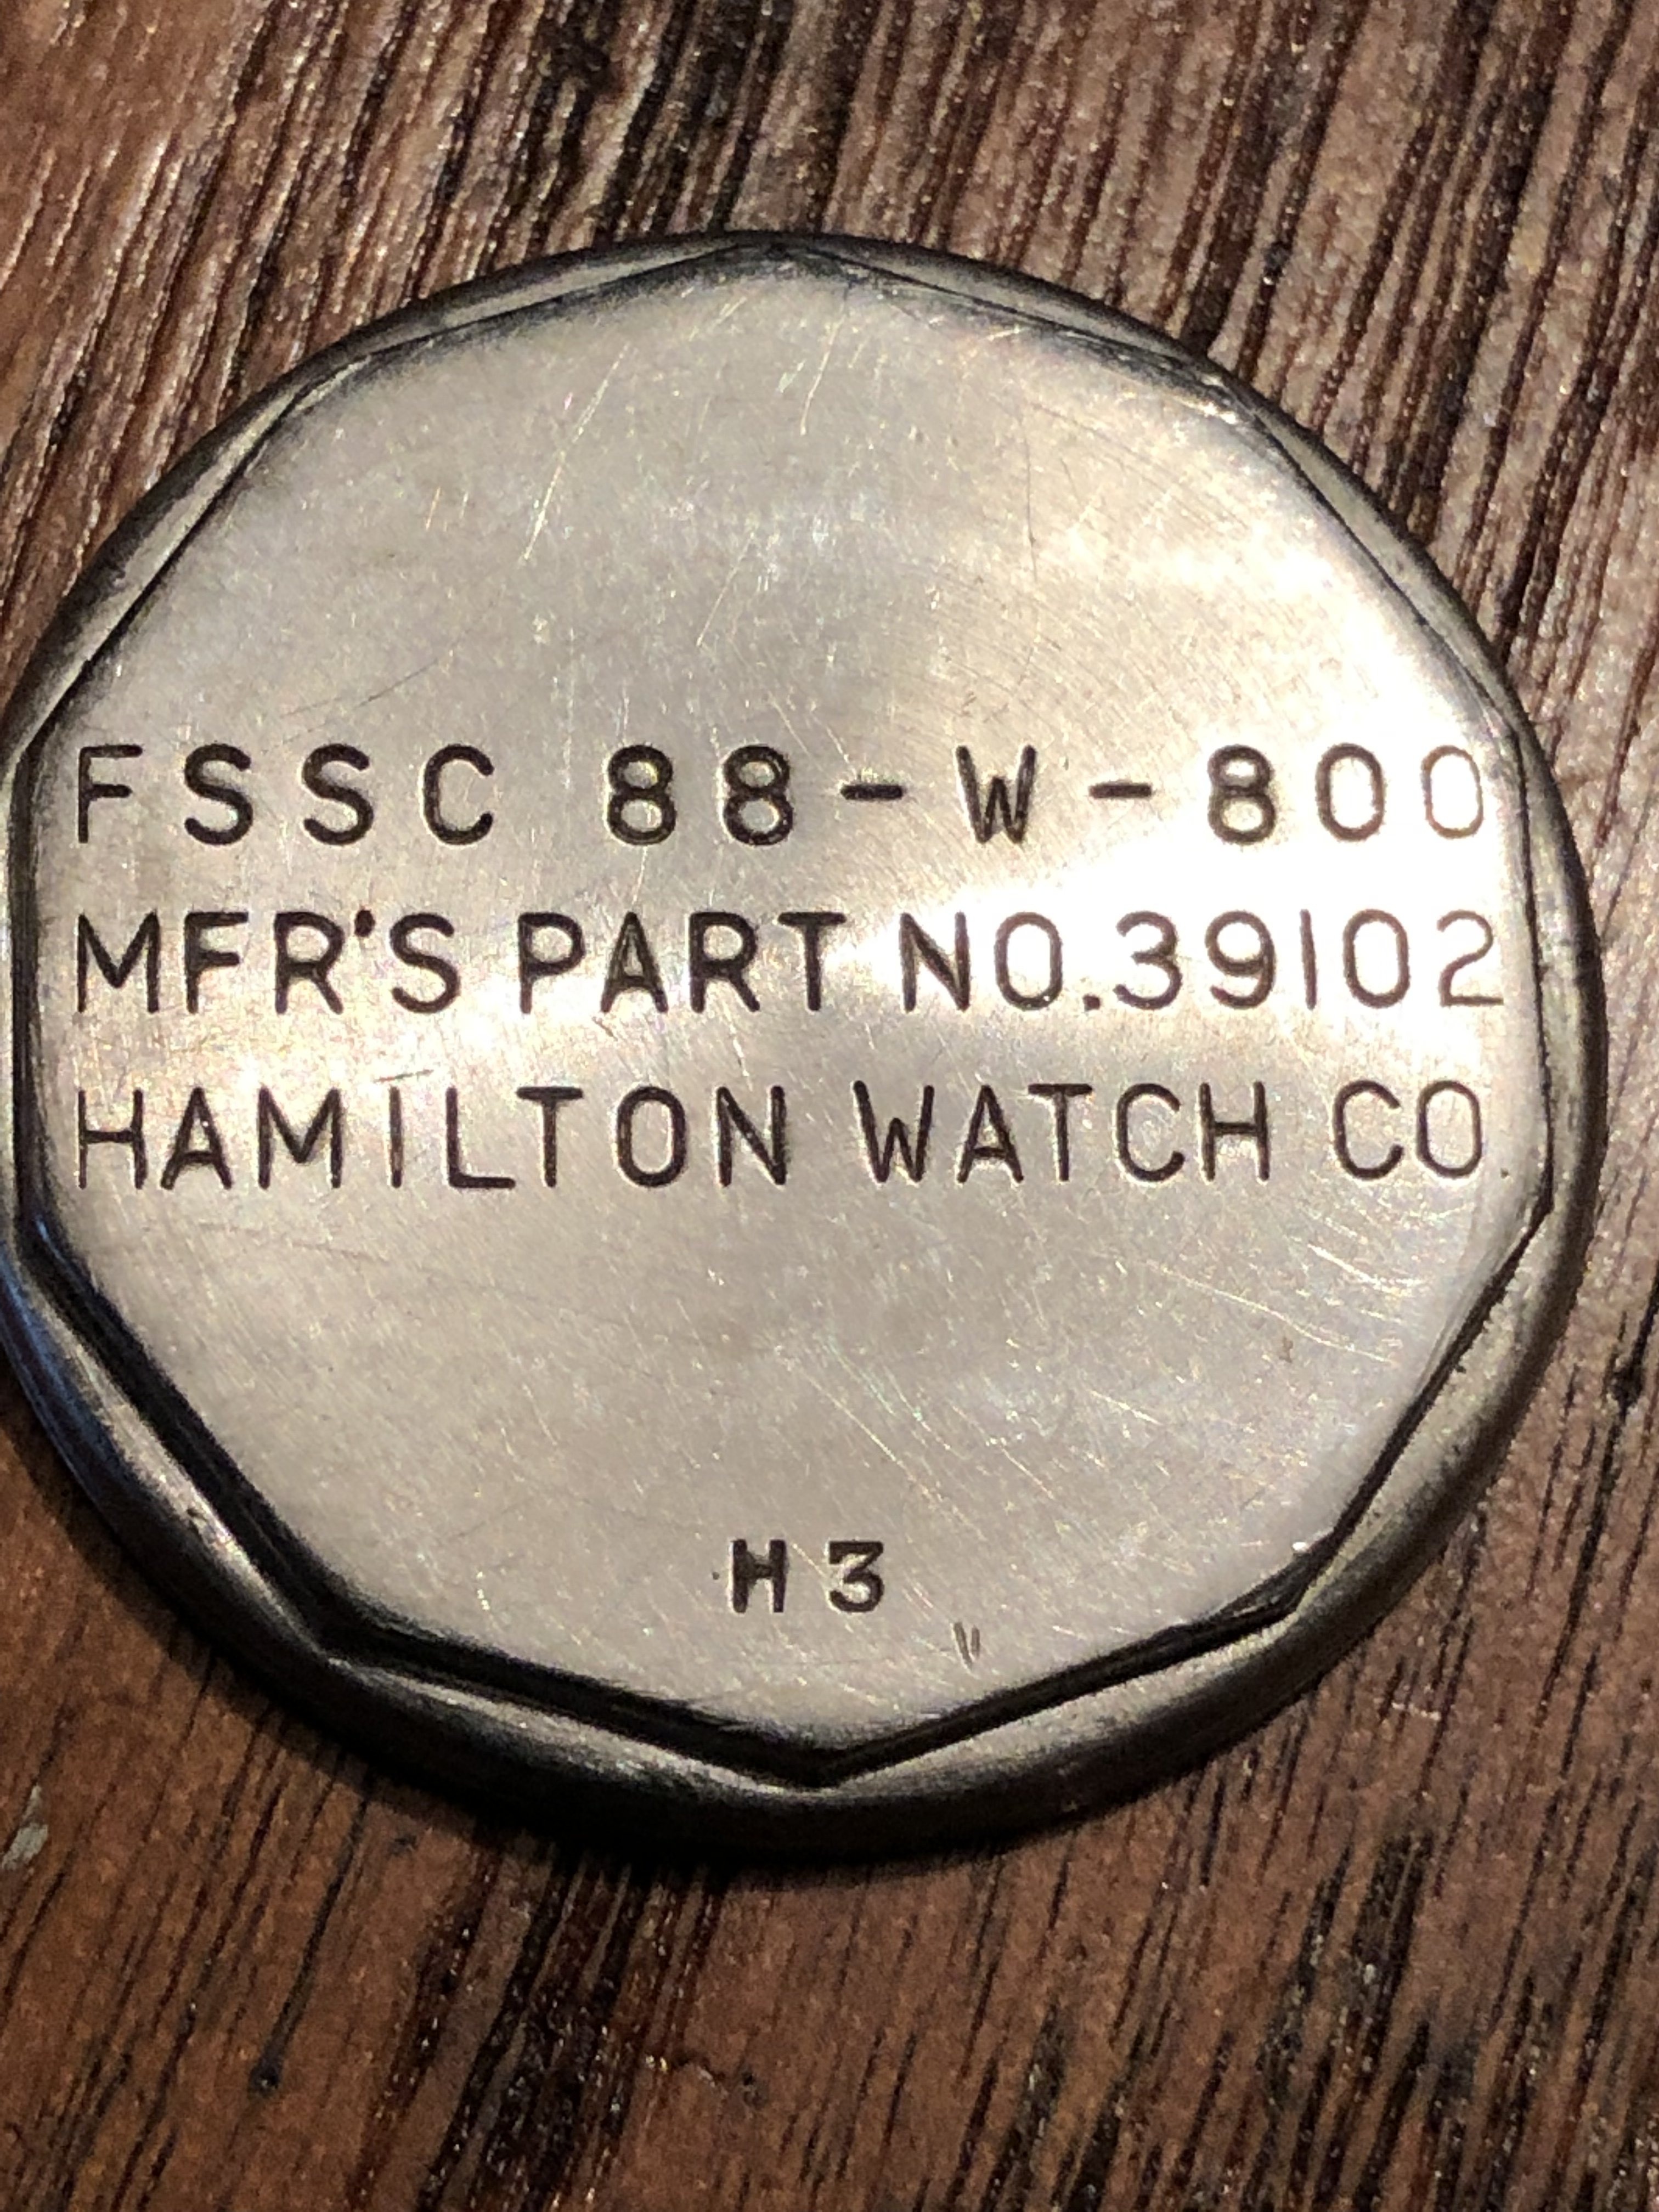 FSSC 88-W-800
MFR'S PART NO.39102
HAMILTON WATCH CO
H3